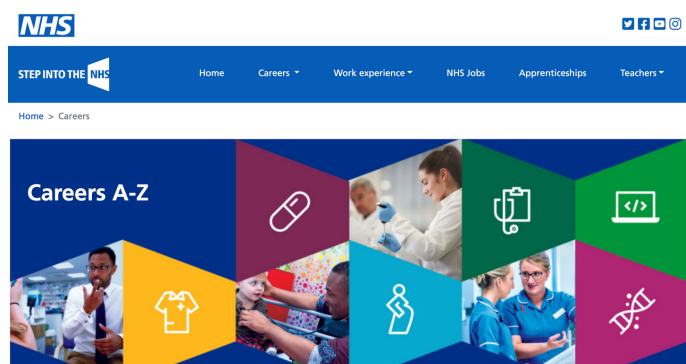 NHS
STEP INTO THE NHS
Home Careers Work experience NHS Jobs Apprenticeships Teachers
Home > Careers
Careers A-Z
</>